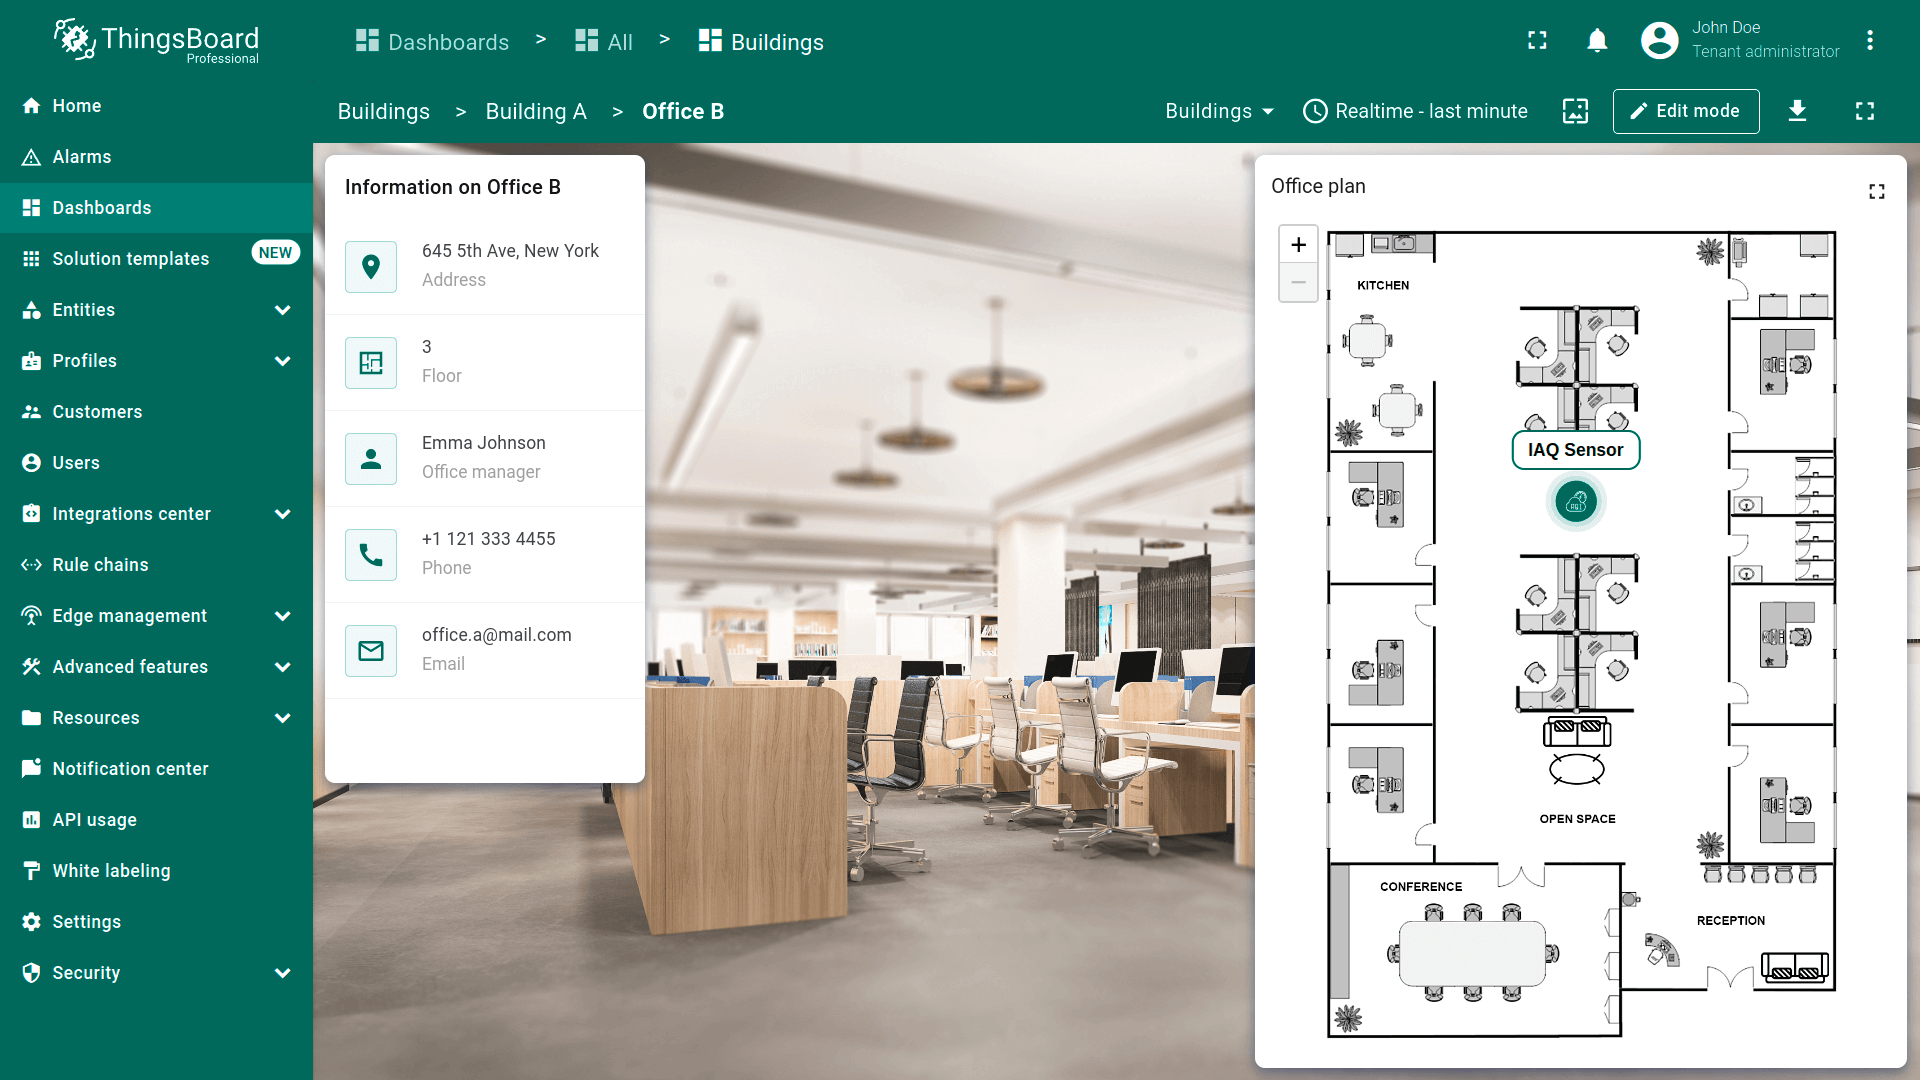 ThingsBoard
Professional
Dashboards > All > Buildings
John Doe
Tenant administrator
Buildings > Building A > Office B
Buildings
Realtime - last minute
Edit mode
Home
Alarms
Dashboards
Solution templates NEW
Entities
Profiles
Customers
Users
Integrations center
Rule chains
Edge management
Advanced features
Resources
Notification center
API usage
White labeling
Settings
Security
Information on Office B
645 5th Ave, New York
Address
3
Floor
Emma Johnson
Office manager
+1 121 333 4455
Phone
office.a@mail.com
Email
Office plan
+
−
KITCHEN
IAQ Sensor
AQI
OPEN SPACE
CONFERENCE
RECEPTION